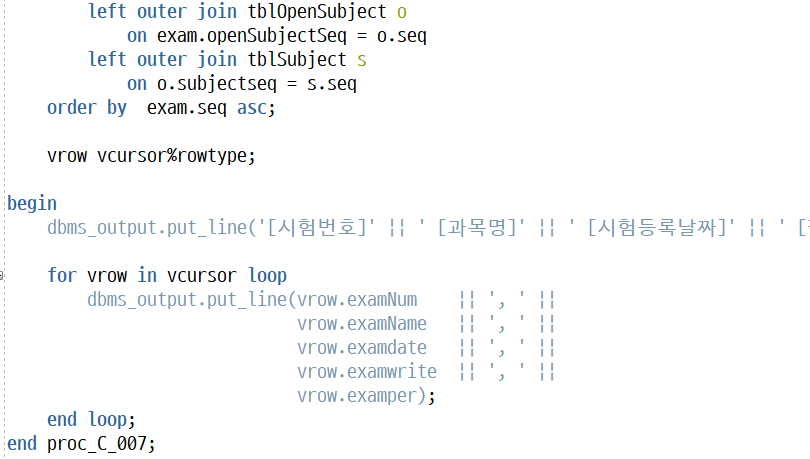 left outer join tblOpenSubject o
on exam.openSubjectSeq = o.seq
left outer join tblSubject s
on o.subjectseq = s.seq
order by  exam.seq asc;
vrow vcursor%rowtype;
begin
dbms_output.put_line('[시험번호]' || ' [과목명]' || ' [시험등록날짜]' || ' [
for vrow in vcursor loop
dbms_output.put_line(vrow.examNum    || ', ' ||
vrow.examName   || ', ' ||
vrow.examdate   || ', ' ||
vrow.examwrite  || ', ' ||
vrow.examper);
end loop;
end proc_C_007;